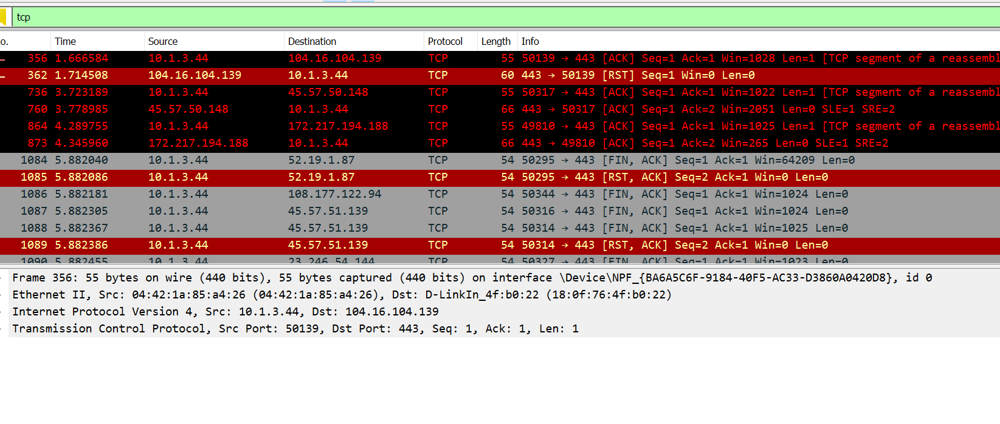 tcp
o. Time Source Destination Protocol Length Info
356 1.666584 10.1.3.44 104.16.104.139 TCP 55 50139 → 443 [ACK] Seq=1 Ack=1 Win=1028 Len=1 [TCP segment of a reassembl
362 1.714508 104.16.104.139 10.1.3.44 TCP 60 443 → 50139 [RST] Seq=1 Win=0 Len=0
736 3.723189 10.1.3.44 45.57.50.148 TCP 55 50317 → 443 [ACK] Seq=1 Ack=1 Win=1022 Len=1 [TCP segment of a reassembl
760 3.778985 45.57.50.148 10.1.3.44 TCP 66 443 → 50317 [ACK] Seq=1 Ack=2 Win=2051 Len=0 SLE=1 SRE=2
864 4.289755 10.1.3.44 172.217.194.188 TCP 55 49810 → 443 [ACK] Seq=1 Ack=1 Win=1025 Len=1 [TCP segment of a reassembl
873 4.345960 172.217.194.188 10.1.3.44 TCP 66 443 → 49810 [ACK] Seq=1 Ack=2 Win=265 Len=0 SLE=1 SRE=2
1084 5.882040 10.1.3.44 52.19.1.87 TCP 54 50295 → 443 [FIN, ACK] Seq=1 Ack=1 Win=64209 Len=0
1085 5.882086 10.1.3.44 52.19.1.87 TCP 54 50295 → 443 [RST, ACK] Seq=2 Ack=1 Win=0 Len=0
1086 5.882181 10.1.3.44 108.177.122.94 TCP 54 50344 → 443 [FIN, ACK] Seq=1 Ack=1 Win=1024 Len=0
1087 5.882305 10.1.3.44 45.57.51.139 TCP 54 50316 → 443 [FIN, ACK] Seq=1 Ack=1 Win=1024 Len=0
1088 5.882367 10.1.3.44 45.57.51.139 TCP 54 50314 → 443 [FIN, ACK] Seq=1 Ack=1 Win=1025 Len=0
1089 5.882386 10.1.3.44 45.57.51.139 TCP 54 50314 → 443 [RST, ACK] Seq=2 Ack=1 Win=0 Len=0
1090 5.882455 10.1.3.44 23.246.54.144 TCP 54 50327 → 443 [FIN, ACK] Seq=1 Ack=1 Win=1023 Len=0
Frame 356: 55 bytes on wire (440 bits), 55 bytes captured (440 bits) on interface \Device\NPF_{BA6A5C6F-9184-40F5-AC33-D3860A0420D8}, id 0
Ethernet II, Src: 04:42:1a:85:a4:26 (04:42:1a:85:a4:26), Dst: D-LinkIn_4f:b0:22 (18:0f:76:4f:b0:22)
Internet Protocol Version 4, Src: 10.1.3.44, Dst: 104.16.104.139
Transmission Control Protocol, Src Port: 50139, Dst Port: 443, Seq: 1, Ack: 1, Len: 1